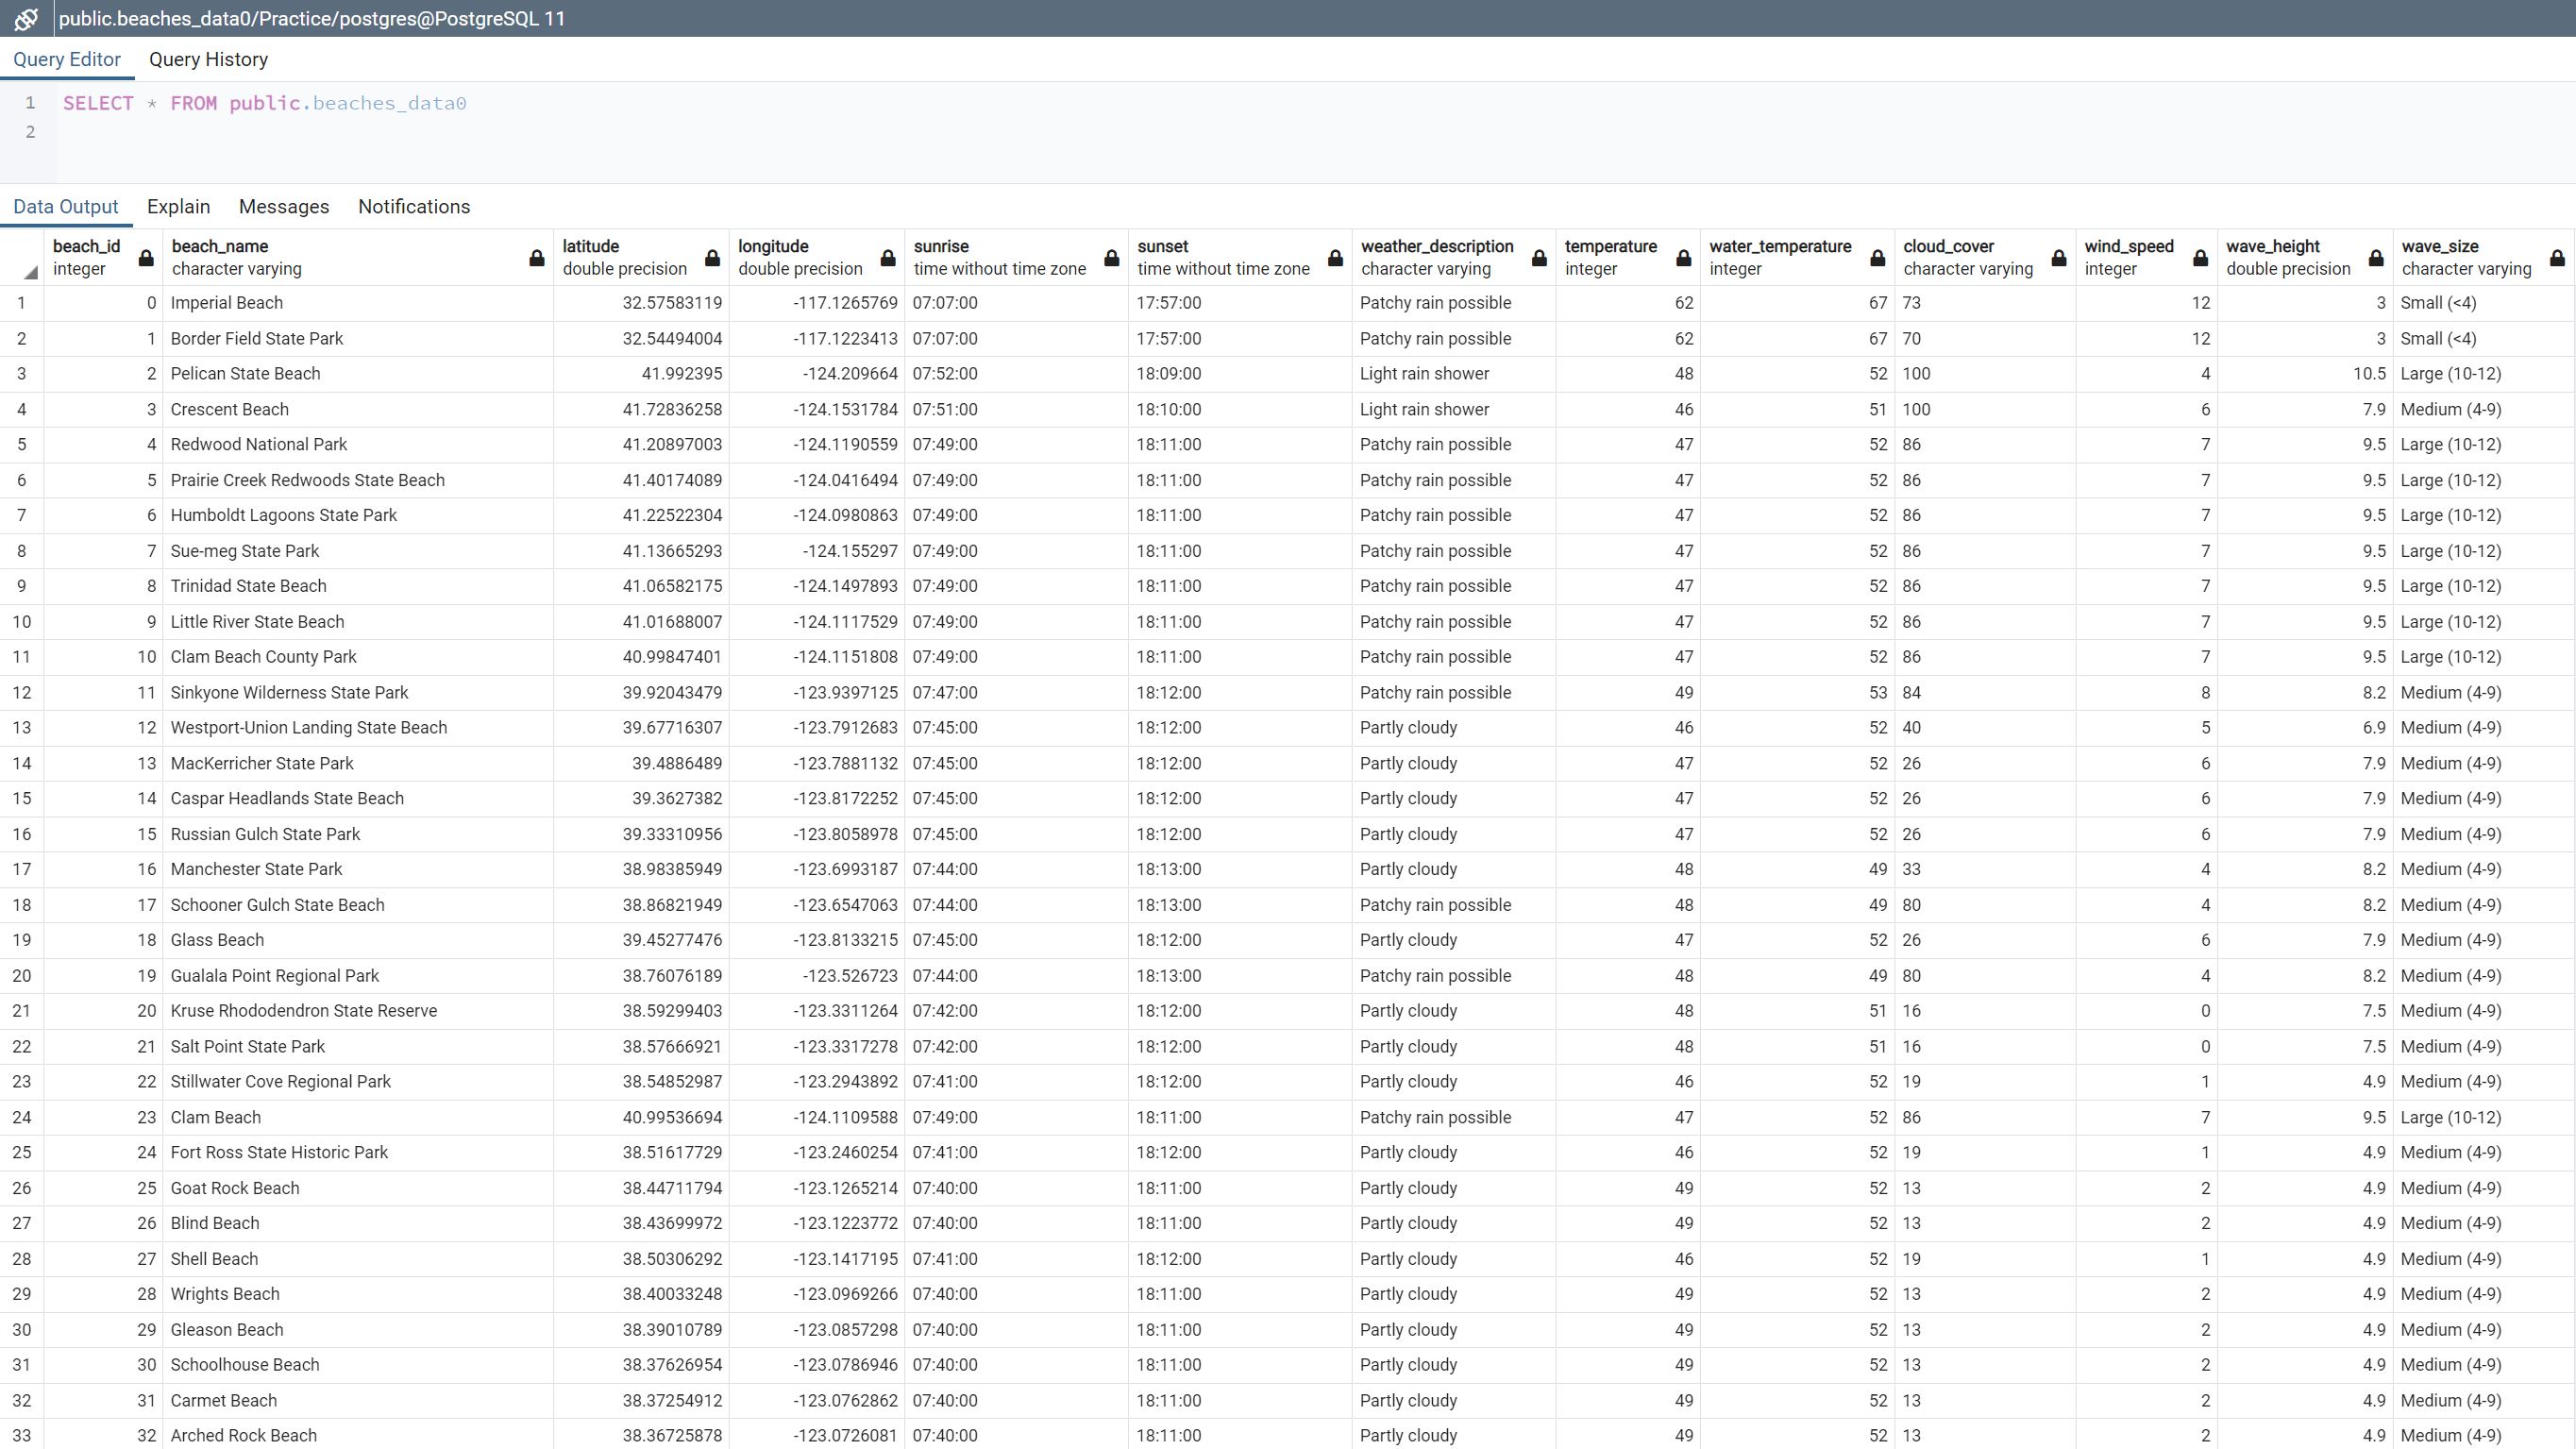 public.beaches_data0/Practice/postgres@PostgreSQL 11
Query Editor Query History
1 SELECT * FROM public.beaches_data0
2
Data Output Explain Messages Notifications
beach_id beach_name latitude longitude sunrise sunset weather_description temperature water_temperature cloud_cover wind_speed wave_height wave_size
integer character varying double precision double precision time without time zone time without time zone character varying integer integer character varying integer double precision character varying
1 0 Imperial Beach 32.57583119 -117.1265769 07:07:00 17:57:00 Patchy rain possible 62 67 73 12 3 Small (<4)
2 1 Border Field State Park 32.54494004 -117.1223413 07:07:00 17:57:00 Patchy rain possible 62 67 70 12 3 Small (<4)
3 2 Pelican State Beach 41.992395 -124.209664 07:52:00 18:09:00 Light rain shower 48 52 100 4 10.5 Large (10-12)
4 3 Crescent Beach 41.72836258 -124.1531784 07:51:00 18:10:00 Light rain shower 46 51 100 6 7.9 Medium (4-9)
5 4 Redwood National Park 41.20897003 -124.1190559 07:49:00 18:11:00 Patchy rain possible 47 52 86 7 9.5 Large (10-12)
6 5 Prairie Creek Redwoods State Beach 41.40174089 -124.0416494 07:49:00 18:11:00 Patchy rain possible 47 52 86 7 9.5 Large (10-12)
7 6 Humboldt Lagoons State Park 41.22522304 -124.0980863 07:49:00 18:11:00 Patchy rain possible 47 52 86 7 9.5 Large (10-12)
8 7 Sue-meg State Park 41.13665293 -124.155297 07:49:00 18:11:00 Patchy rain possible 47 52 86 7 9.5 Large (10-12)
9 8 Trinidad State Beach 41.06582175 -124.1497893 07:49:00 18:11:00 Patchy rain possible 47 52 86 7 9.5 Large (10-12)
10 9 Little River State Beach 41.01688007 -124.1117529 07:49:00 18:11:00 Patchy rain possible 47 52 86 7 9.5 Large (10-12)
11 10 Clam Beach County Park 40.99847401 -124.1151808 07:49:00 18:11:00 Patchy rain possible 47 52 86 7 9.5 Large (10-12)
12 11 Sinkyone Wilderness State Park 39.92043479 -123.9397125 07:47:00 18:12:00 Patchy rain possible 49 53 84 8 8.2 Medium (4-9)
13 12 Westport-Union Landing State Beach 39.67716307 -123.7912683 07:45:00 18:12:00 Partly cloudy 46 52 40 5 6.9 Medium (4-9)
14 13 MacKerricher State Park 39.4886489 -123.7881132 07:45:00 18:12:00 Partly cloudy 47 52 26 6 7.9 Medium (4-9)
15 14 Caspar Headlands State Beach 39.3627382 -123.8172252 07:45:00 18:12:00 Partly cloudy 47 52 26 6 7.9 Medium (4-9)
16 15 Russian Gulch State Park 39.33310956 -123.8058978 07:45:00 18:12:00 Partly cloudy 47 52 26 6 7.9 Medium (4-9)
17 16 Manchester State Park 38.98385949 -123.6993187 07:44:00 18:13:00 Partly cloudy 48 49 33 4 8.2 Medium (4-9)
18 17 Schooner Gulch State Beach 38.86821949 -123.6547063 07:44:00 18:13:00 Patchy rain possible 48 49 80 4 8.2 Medium (4-9)
19 18 Glass Beach 39.45277476 -123.8133215 07:45:00 18:12:00 Partly cloudy 47 52 26 6 7.9 Medium (4-9)
20 19 Gualala Point Regional Park 38.76076189 -123.526723 07:44:00 18:13:00 Patchy rain possible 48 49 80 4 8.2 Medium (4-9)
21 20 Kruse Rhododendron State Reserve 38.59299403 -123.3311264 07:42:00 18:12:00 Partly cloudy 48 51 16 0 7.5 Medium (4-9)
22 21 Salt Point State Park 38.57666921 -123.3317278 07:42:00 18:12:00 Partly cloudy 48 51 16 0 7.5 Medium (4-9)
23 22 Stillwater Cove Regional Park 38.54852987 -123.2943892 07:41:00 18:12:00 Partly cloudy 46 52 19 1 4.9 Medium (4-9)
24 23 Clam Beach 40.99536694 -124.1109588 07:49:00 18:11:00 Patchy rain possible 47 52 86 7 9.5 Large (10-12)
25 24 Fort Ross State Historic Park 38.51617729 -123.2460254 07:41:00 18:12:00 Partly cloudy 46 52 19 1 4.9 Medium (4-9)
26 25 Goat Rock Beach 38.44711794 -123.1265214 07:40:00 18:11:00 Partly cloudy 49 52 13 2 4.9 Medium (4-9)
27 26 Blind Beach 38.43699972 -123.1223772 07:40:00 18:11:00 Partly cloudy 49 52 13 2 4.9 Medium (4-9)
28 27 Shell Beach 38.50306292 -123.1417195 07:41:00 18:12:00 Partly cloudy 46 52 19 1 4.9 Medium (4-9)
29 28 Wrights Beach 38.40033248 -123.0969266 07:40:00 18:11:00 Partly cloudy 49 52 13 2 4.9 Medium (4-9)
30 29 Gleason Beach 38.39010789 -123.0857298 07:40:00 18:11:00 Partly cloudy 49 52 13 2 4.9 Medium (4-9)
31 30 Schoolhouse Beach 38.37626954 -123.0786946 07:40:00 18:11:00 Partly cloudy 49 52 13 2 4.9 Medium (4-9)
32 31 Carmet Beach 38.37254912 -123.0762862 07:40:00 18:11:00 Partly cloudy 49 52 13 2 4.9 Medium (4-9)
33 32 Arched Rock Beach 38.36725878 -123.0726081 07:40:00 18:11:00 Partly cloudy 49 52 13 2 4.9 Medium (4-9)